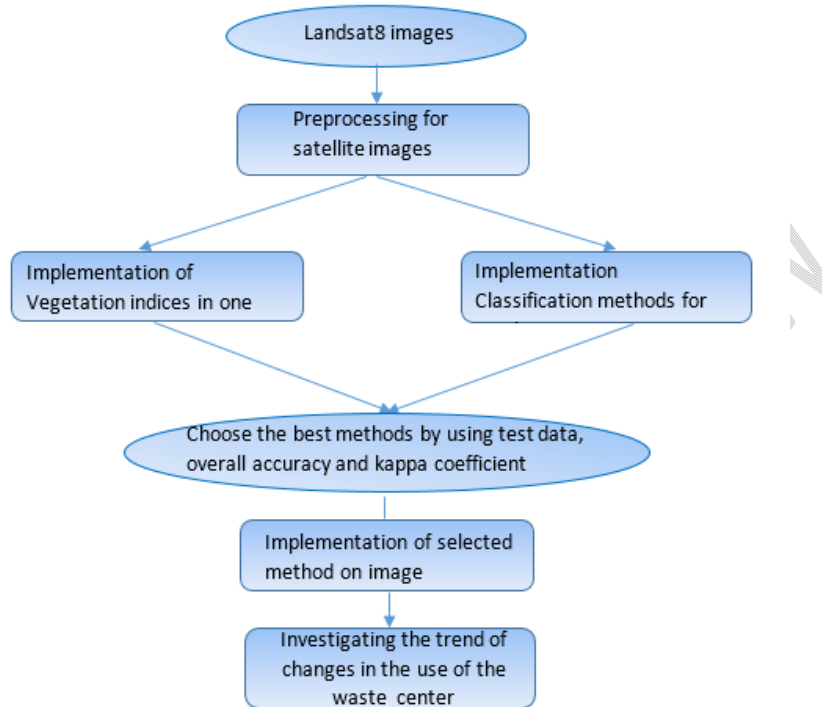 Landsat8 images
Preprocessing for
satellite images
Implementation of
Vegetation indices in one
Implementation
Classification methods for
Choose the best methods by using test data,
overall accuracy and kappa coefficient
Implementation of selected
method on image
Investigating the trend of
changes in the use of the
waste center